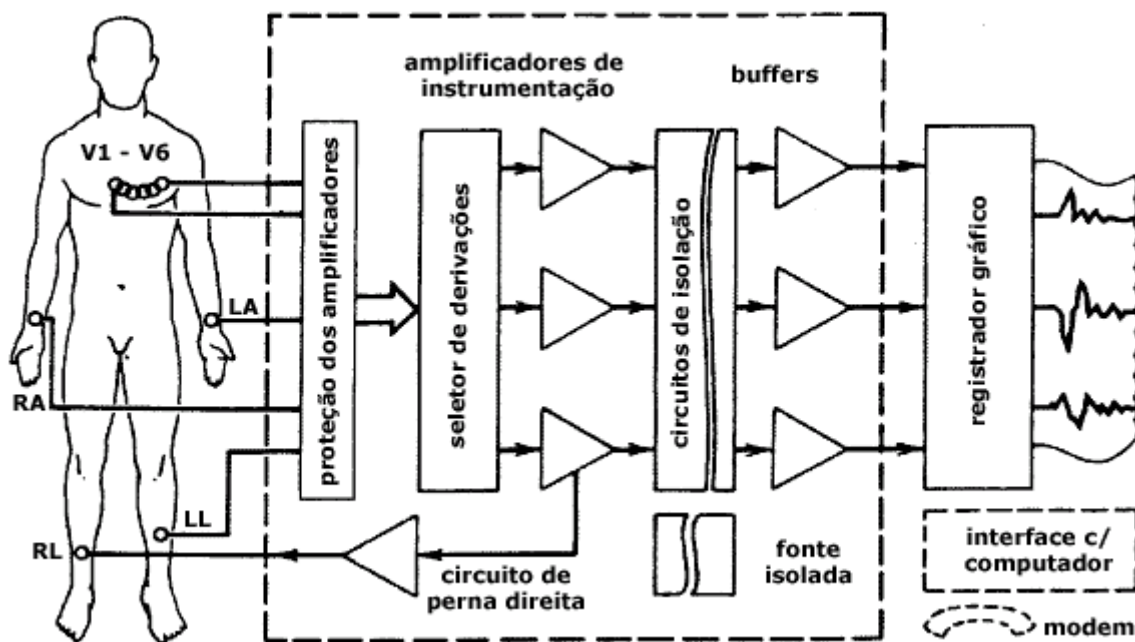 amplificadores de
instrumentação
buffers
V1 - V6
LA
RA
LL
RL
proteção dos amplificadores
seletor de derivações
circuitos de isolação
registrador gráfico
circuito de
perna direita
fonte
isolada
interface c/
computador
modem